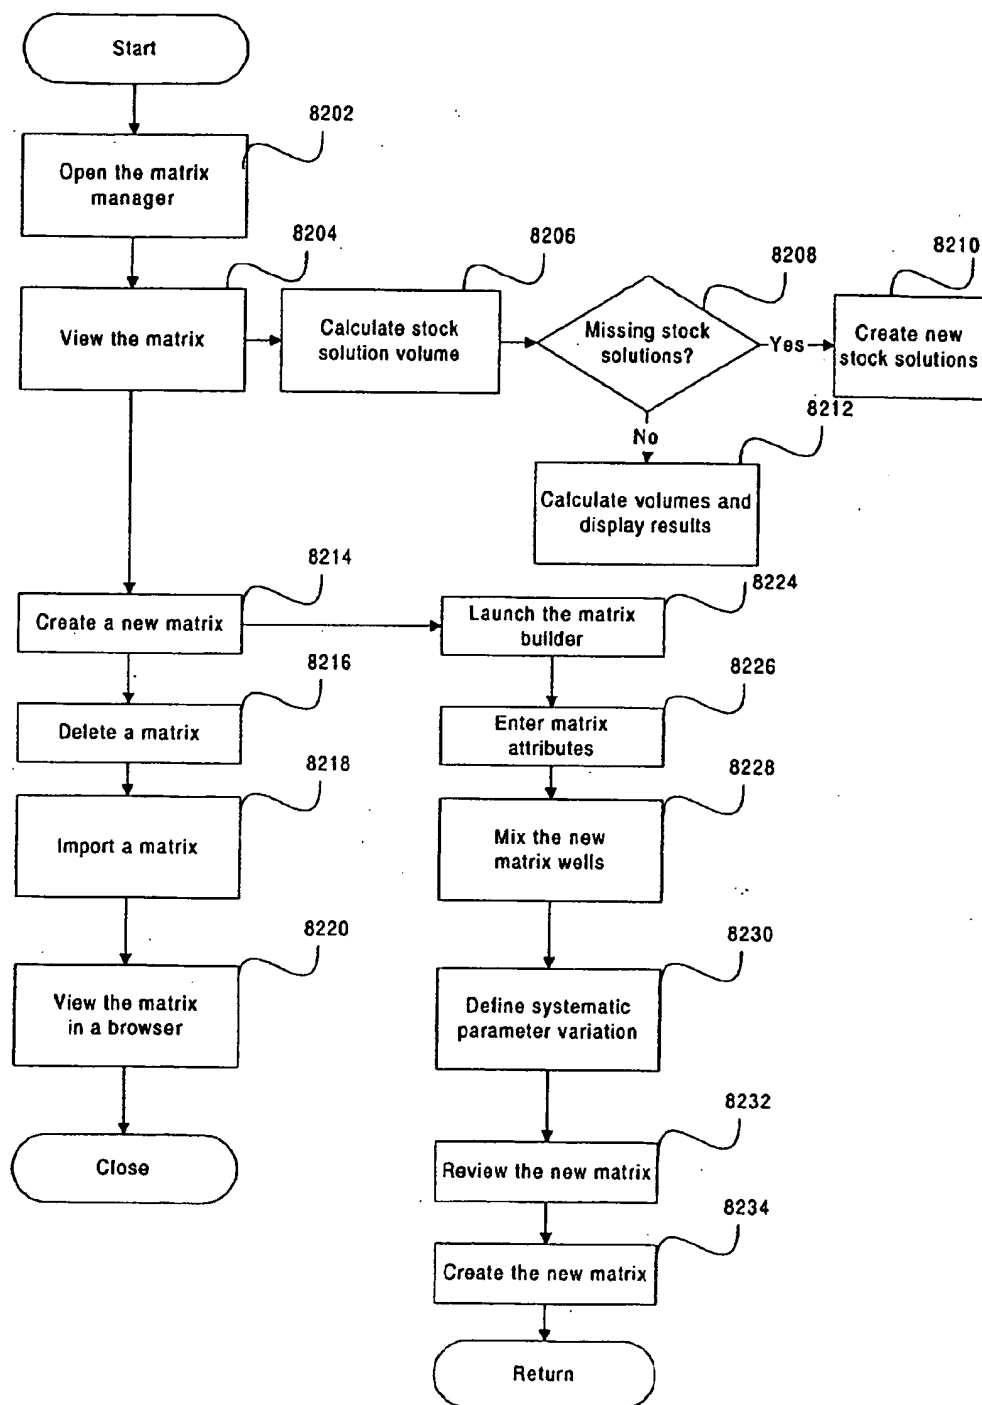 Start
8202
Open the matrix
manager
8204
8206
8208
8210
View the matrix
Calculate stock
solution volume
Missing stock
solutions?
Yes
Create new
stock solutions
No
8212
Calculate volumes and
display results
8214
Create a new matrix
8224
Launch the matrix
builder
8216
Delete a matrix
8226
Enter matrix
attributes
8218
Import a matrix
8228
Mix the new
matrix wells
8220
View the matrix
in a browser
8230
Define systematic
parameter variation
Close
8232
Review the new matrix
8234
Create the new matrix
Return